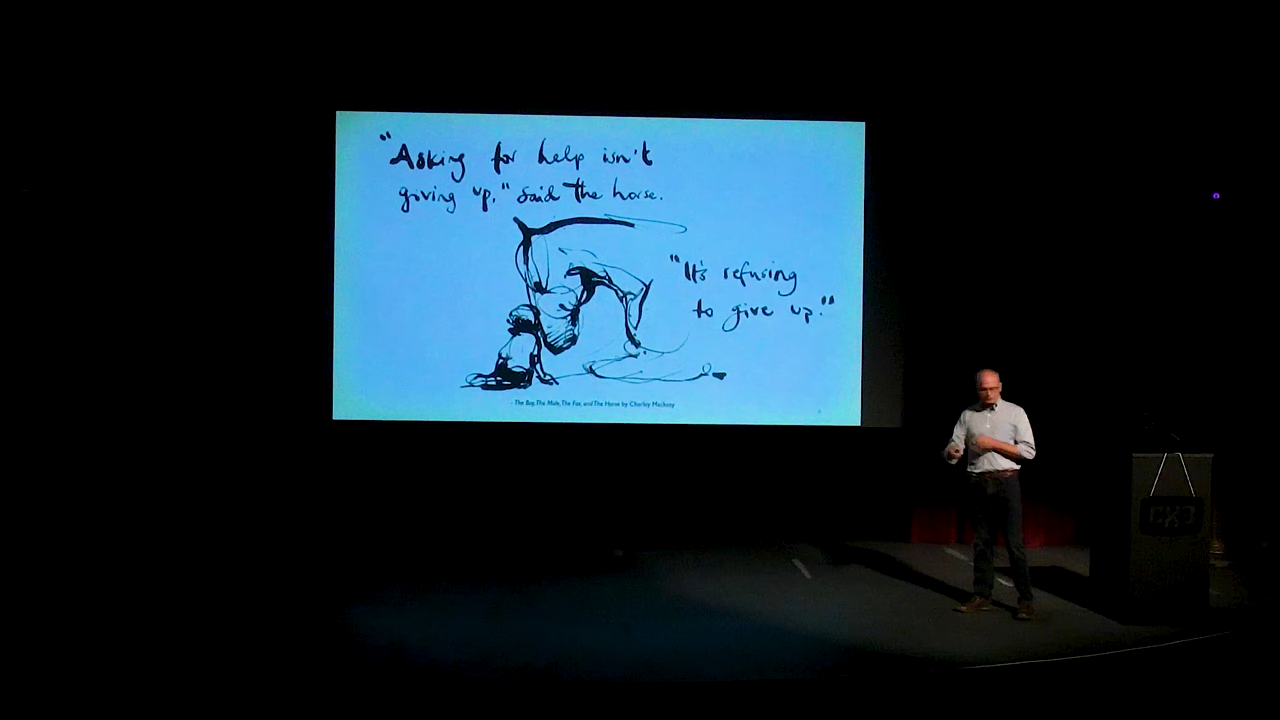 "Asking for help isn't
giving up," said the horse.
"It's refusing
to give up."
- The Boy, The Mole, The Fox, and The Horse by Charley Mackesy